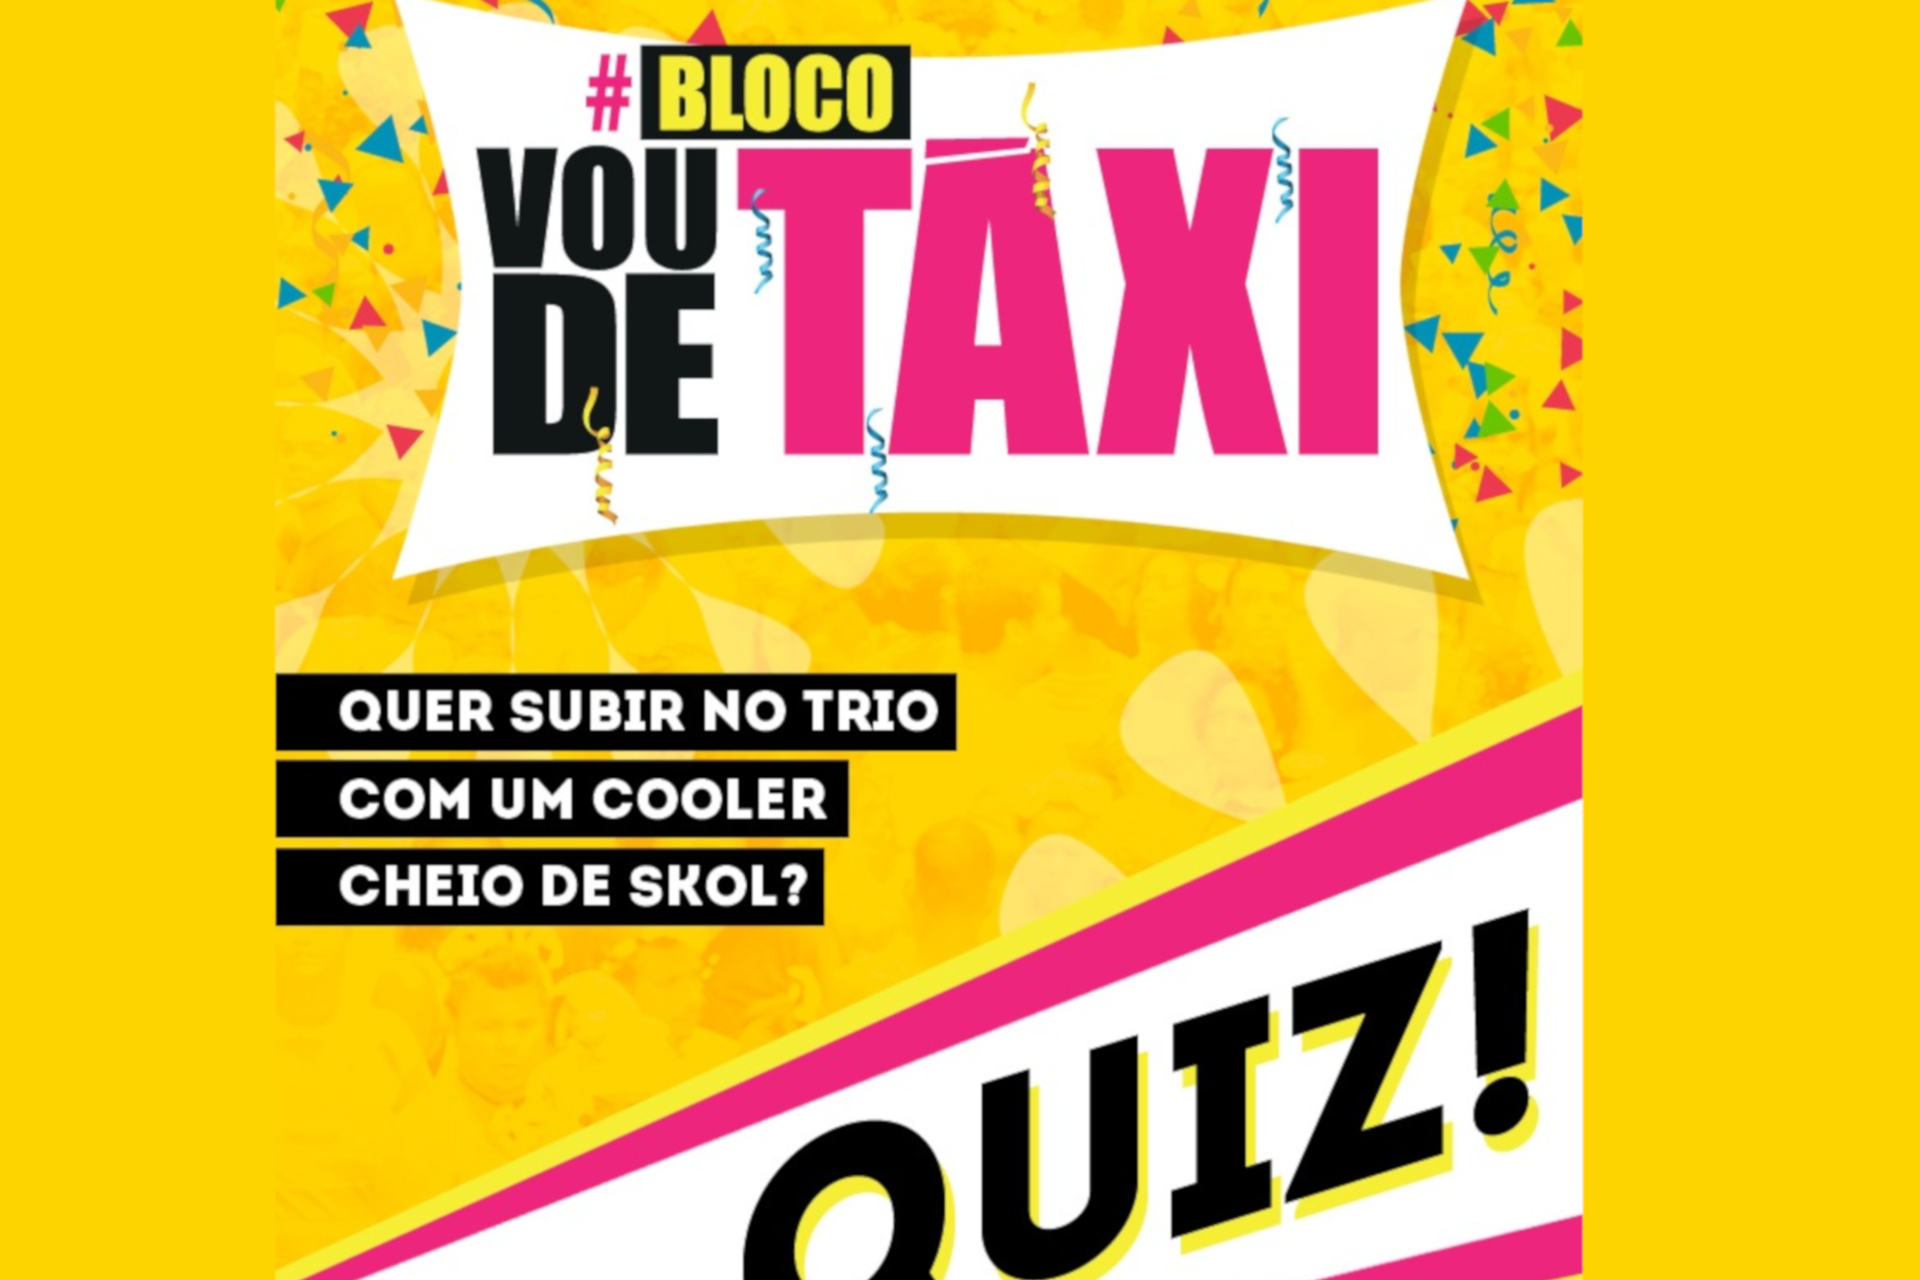 #BLOCO
VOU
DE
TÁXI
QUER SUBIR NO TRIO
COM UM COOLER
CHEIO DE SKOL?
QUIZ!